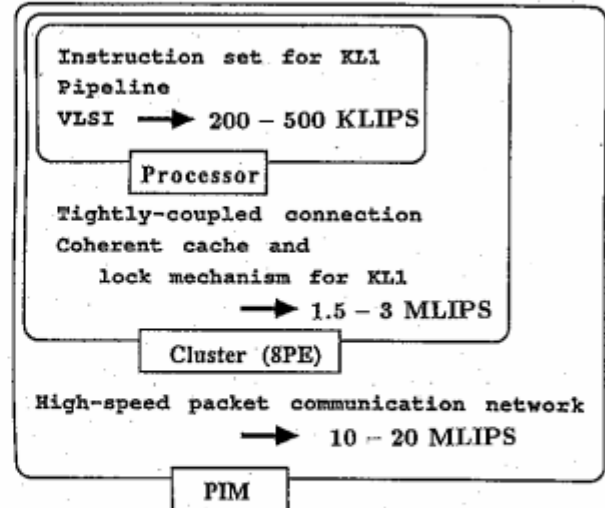 Instruction set for KL1
Pipeline
VLSI → 200 – 500 KLIPS
Processor
Tightly-coupled connection
Coherent cache and
lock mechanism for KL1
→ 1.5 – 3 MLIPS
Cluster (8PE)
High-speed packet communication network
→ 10 – 20 MLIPS
PIM